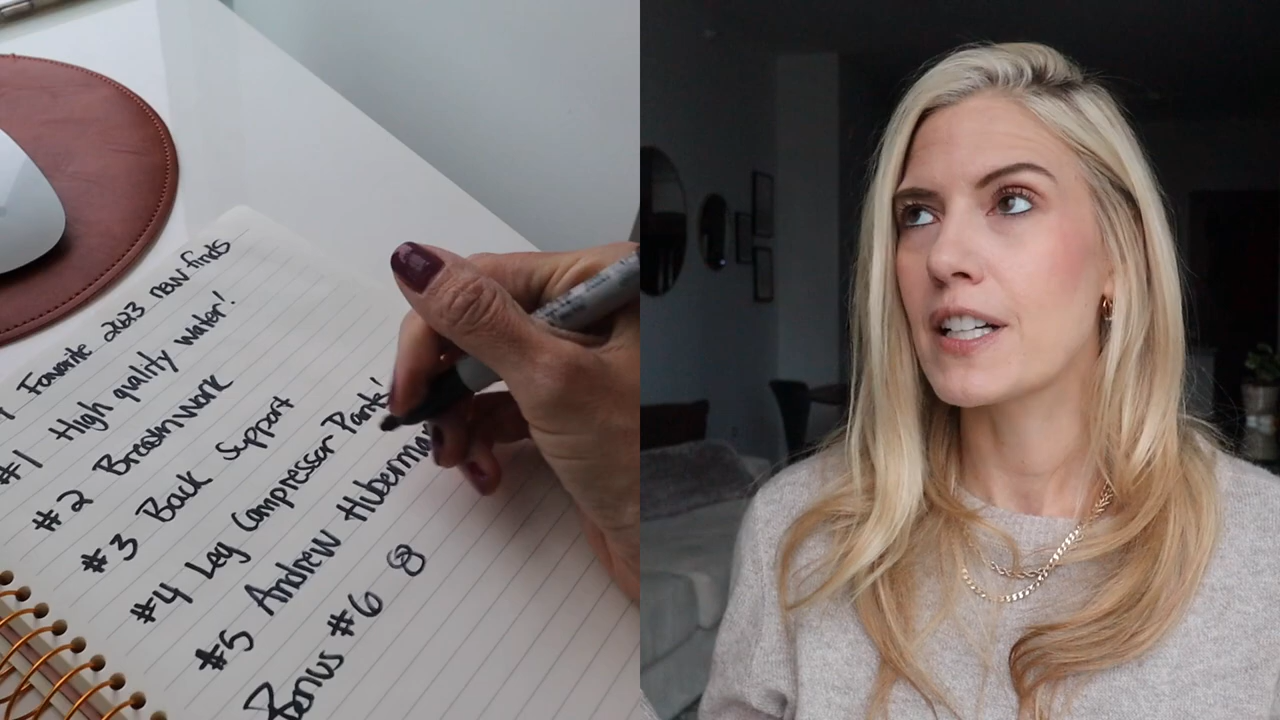 y Favorite 2023 new finds
#1 High quality water!
#2 Breathwork
#3 Back Support
#4 Leg Compressor Pants!
#5 Andrew Huberman
Bonus #6